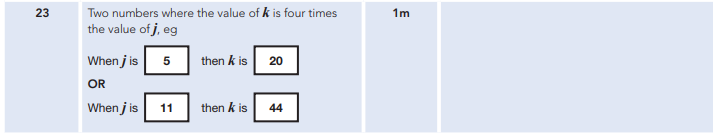 23 Two numbers where the value of k is four times 1m
the value of j, eg
When j is 5 then k is 20
OR
When j is 11 then k is 44